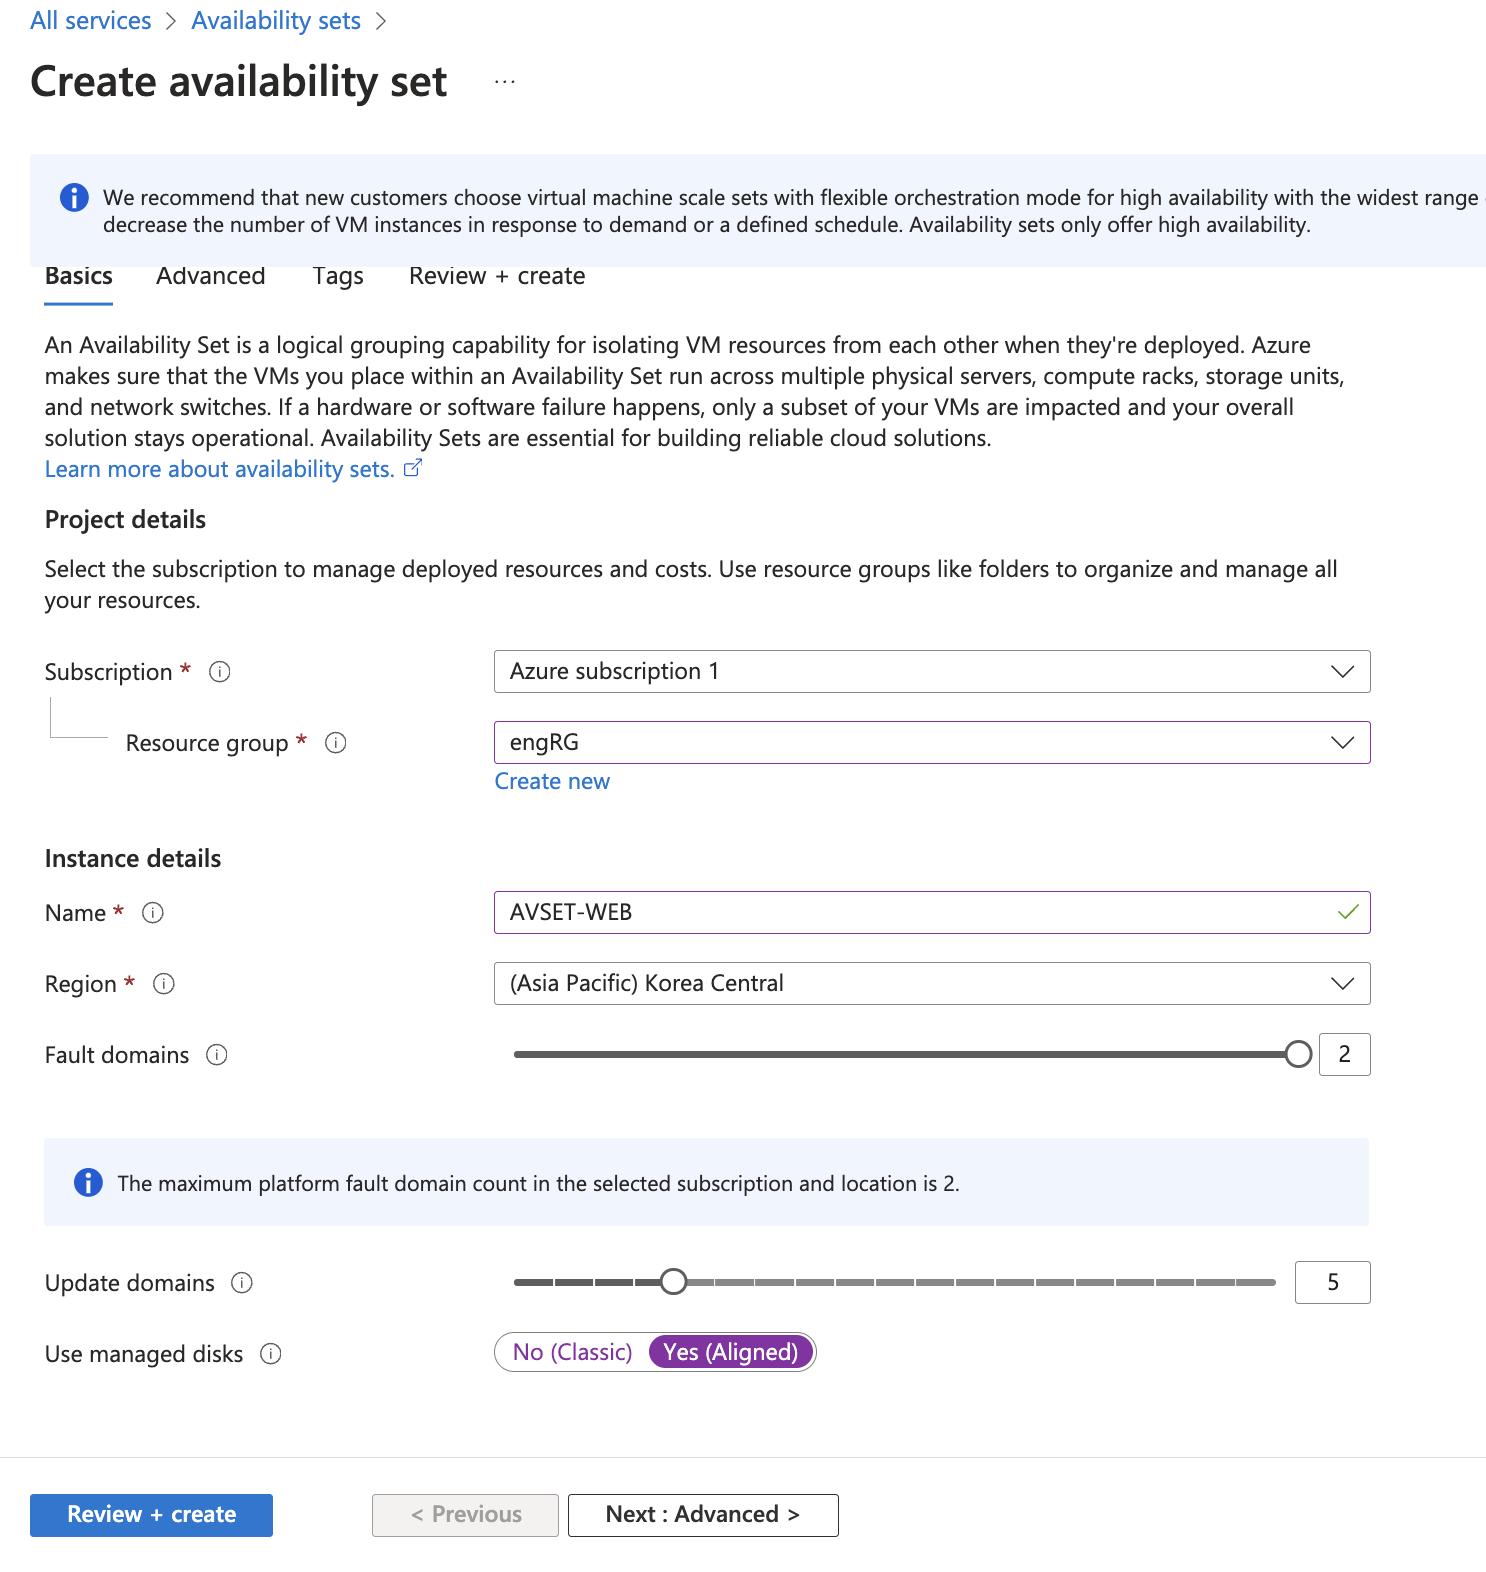 All services > Availability sets >
Create availability set ...
We recommend that new customers choose virtual machine scale sets with flexible orchestration mode for high availability with the widest range
decrease the number of VM instances in response to demand or a defined schedule. Availability sets only offer high availability.
Basics Advanced Tags Review + create
An Availability Set is a logical grouping capability for isolating VM resources from each other when they're deployed. Azure
makes sure that the VMs you place within an Availability Set run across multiple physical servers, compute racks, storage units,
and network switches. If a hardware or software failure happens, only a subset of your VMs are impacted and your overall
solution stays operational. Availability Sets are essential for building reliable cloud solutions.
Learn more about availability sets.
Project details
Select the subscription to manage deployed resources and costs. Use resource groups like folders to organize and manage all
your resources.
Subscription * Azure subscription 1
Resource group * engRG
Create new
Instance details
Name * AVSET-WEB
Region * (Asia Pacific) Korea Central
Fault domains 2
The maximum platform fault domain count in the selected subscription and location is 2.
Update domains 5
Use managed disks No (Classic) Yes (Aligned)
Review + create < Previous Next : Advanced >